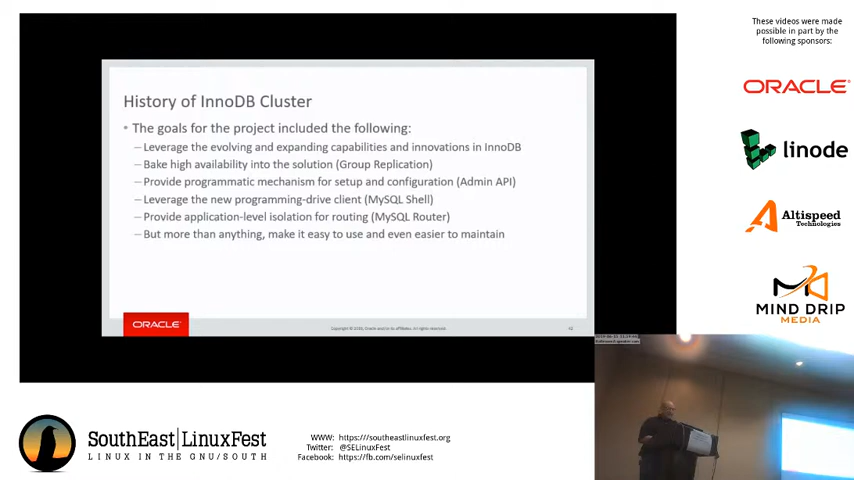 These videos were made
possible in part by the
following sponsors:
ORACLE
linode
Altispeed
Technologies
MIND DRIP
MEDIA
History of InnoDB Cluster
• The goals for the project included the following:
– Leverage the evolving and expanding capabilities and innovations in InnoDB
– Bake high availability into the solution (Group Replication)
– Provide programmatic mechanism for setup and configuration (Admin API)
– Leverage the new programming-drive client (MySQL Shell)
– Provide application-level isolation for routing (MySQL Router)
– But more than anything, make it easy to use and even easier to maintain
ORACLE
SouthEast|LinuxFest
LINUX IN THE GNU/SOUTH
WWW: https:///southeastlinuxfest.org
Twitter: @SELinuxFest
Facebook: https://fb.com/selinuxfest